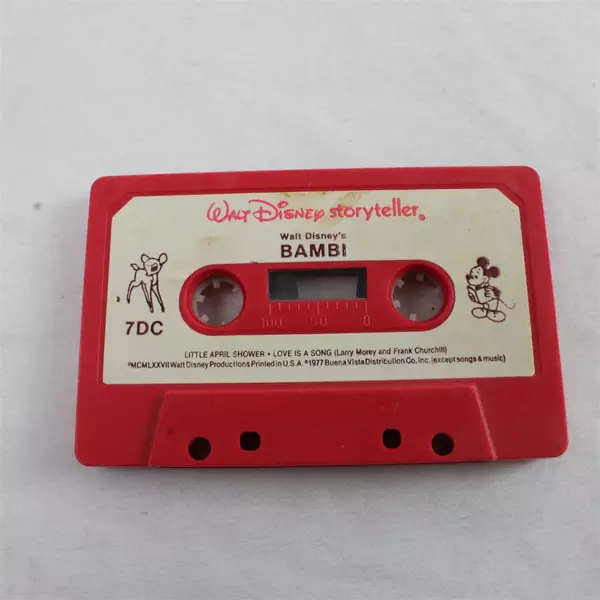 Walt Disney storyteller®
Walt Disney's
BAMBI
7DC
100 50 0
LITTLE APRIL SHOWER • LOVE IS A SONG (Larry Morey and Frank Churchill)
©MCMLXXVII Walt Disney Productions Printed in U.S.A. ℗1977 Buena Vista Distribution Co. Inc. (except songs & music)